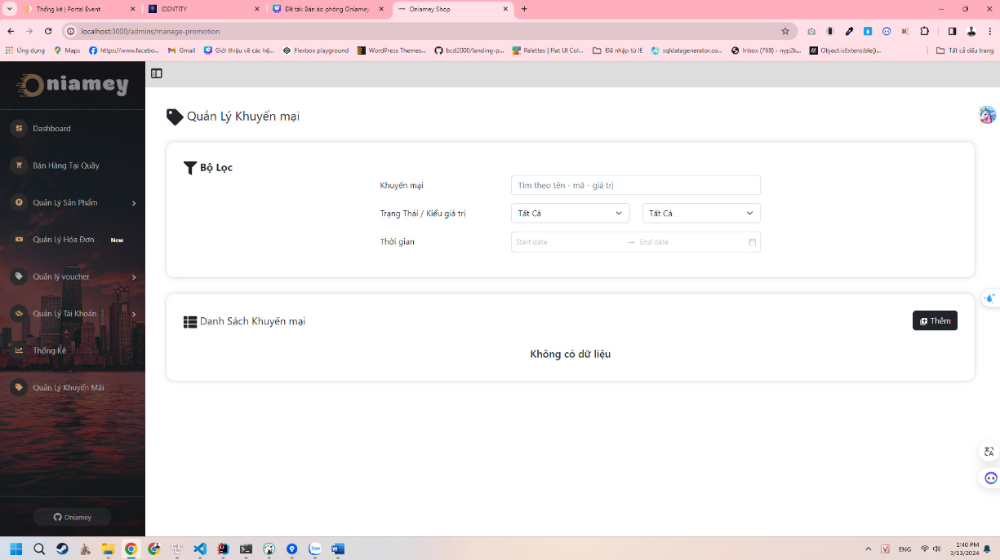 Thống kê | Portal Event
IDENTITY
Đề tài: Bán áo phông Oniamey
Oniamey Shop
localhost:3000/admins/manage-promotion
Ứng dụng
Maps
https://www.facebo...
Gmail
Giới thiệu về các hệ...
Flexbox playground
WordPress Themes...
bcd2000/landing-p...
Palettes | Flat UI Col...
Đã nhập từ IE
sqldatagenerator.co...
Inbox (769) - nyp2k...
Object.isExtensible()...
Tất cả dấu trang
Oniamey
Dashboard
Bán Hàng Tại Quầy
Quản Lý Sản Phẩm
Quản Lý Hóa Đơn New
Quản lý voucher
Quản Lý Tài Khoản
Thống Kê
Quản Lý Khuyến Mãi
Oniamey
Quản Lý Khuyến mại
Bộ Lọc
Khuyến mại
Tìm theo tên - mã - giá trị
Trạng Thái / Kiểu giá trị
Tất Cả
Tất Cả
Thời gian
Start date
End date
Danh Sách Khuyến mại
Thêm
Không có dữ liệu
ENG
1:40 PM
3/13/2024